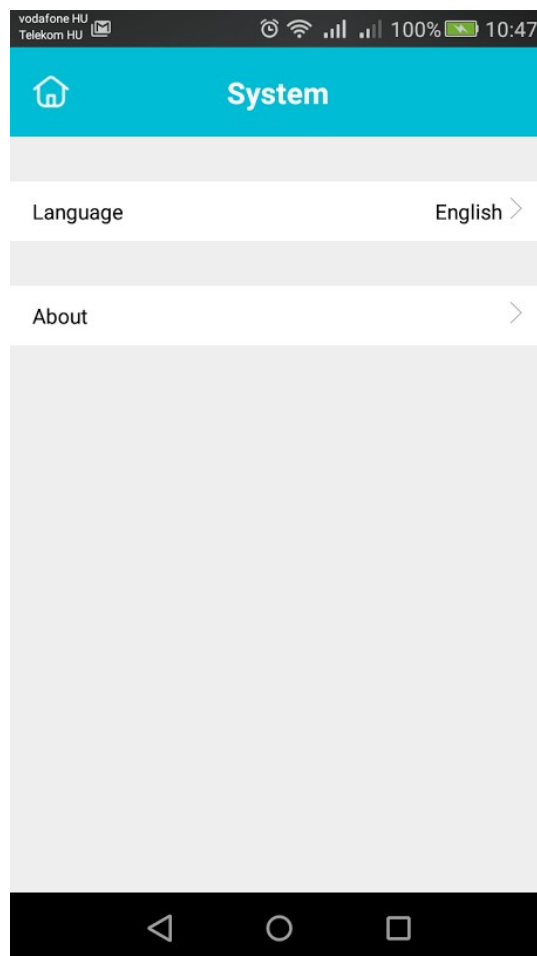 vodafone HU
Telekom HU
100% 10:47
System
Language English
About